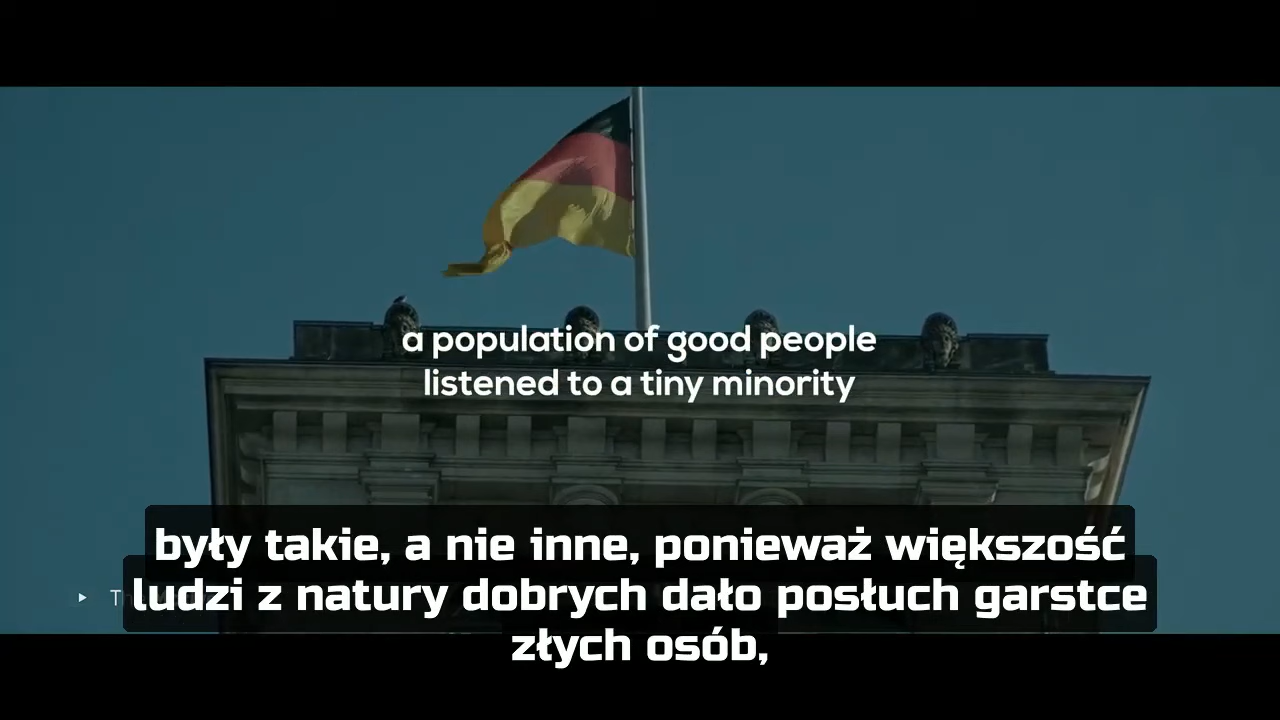 a population of good people
listened to a tiny minority
były takie, a nie inne, ponieważ większość
ludzi z natury dobrych dało posłuch garstce
złych osób,